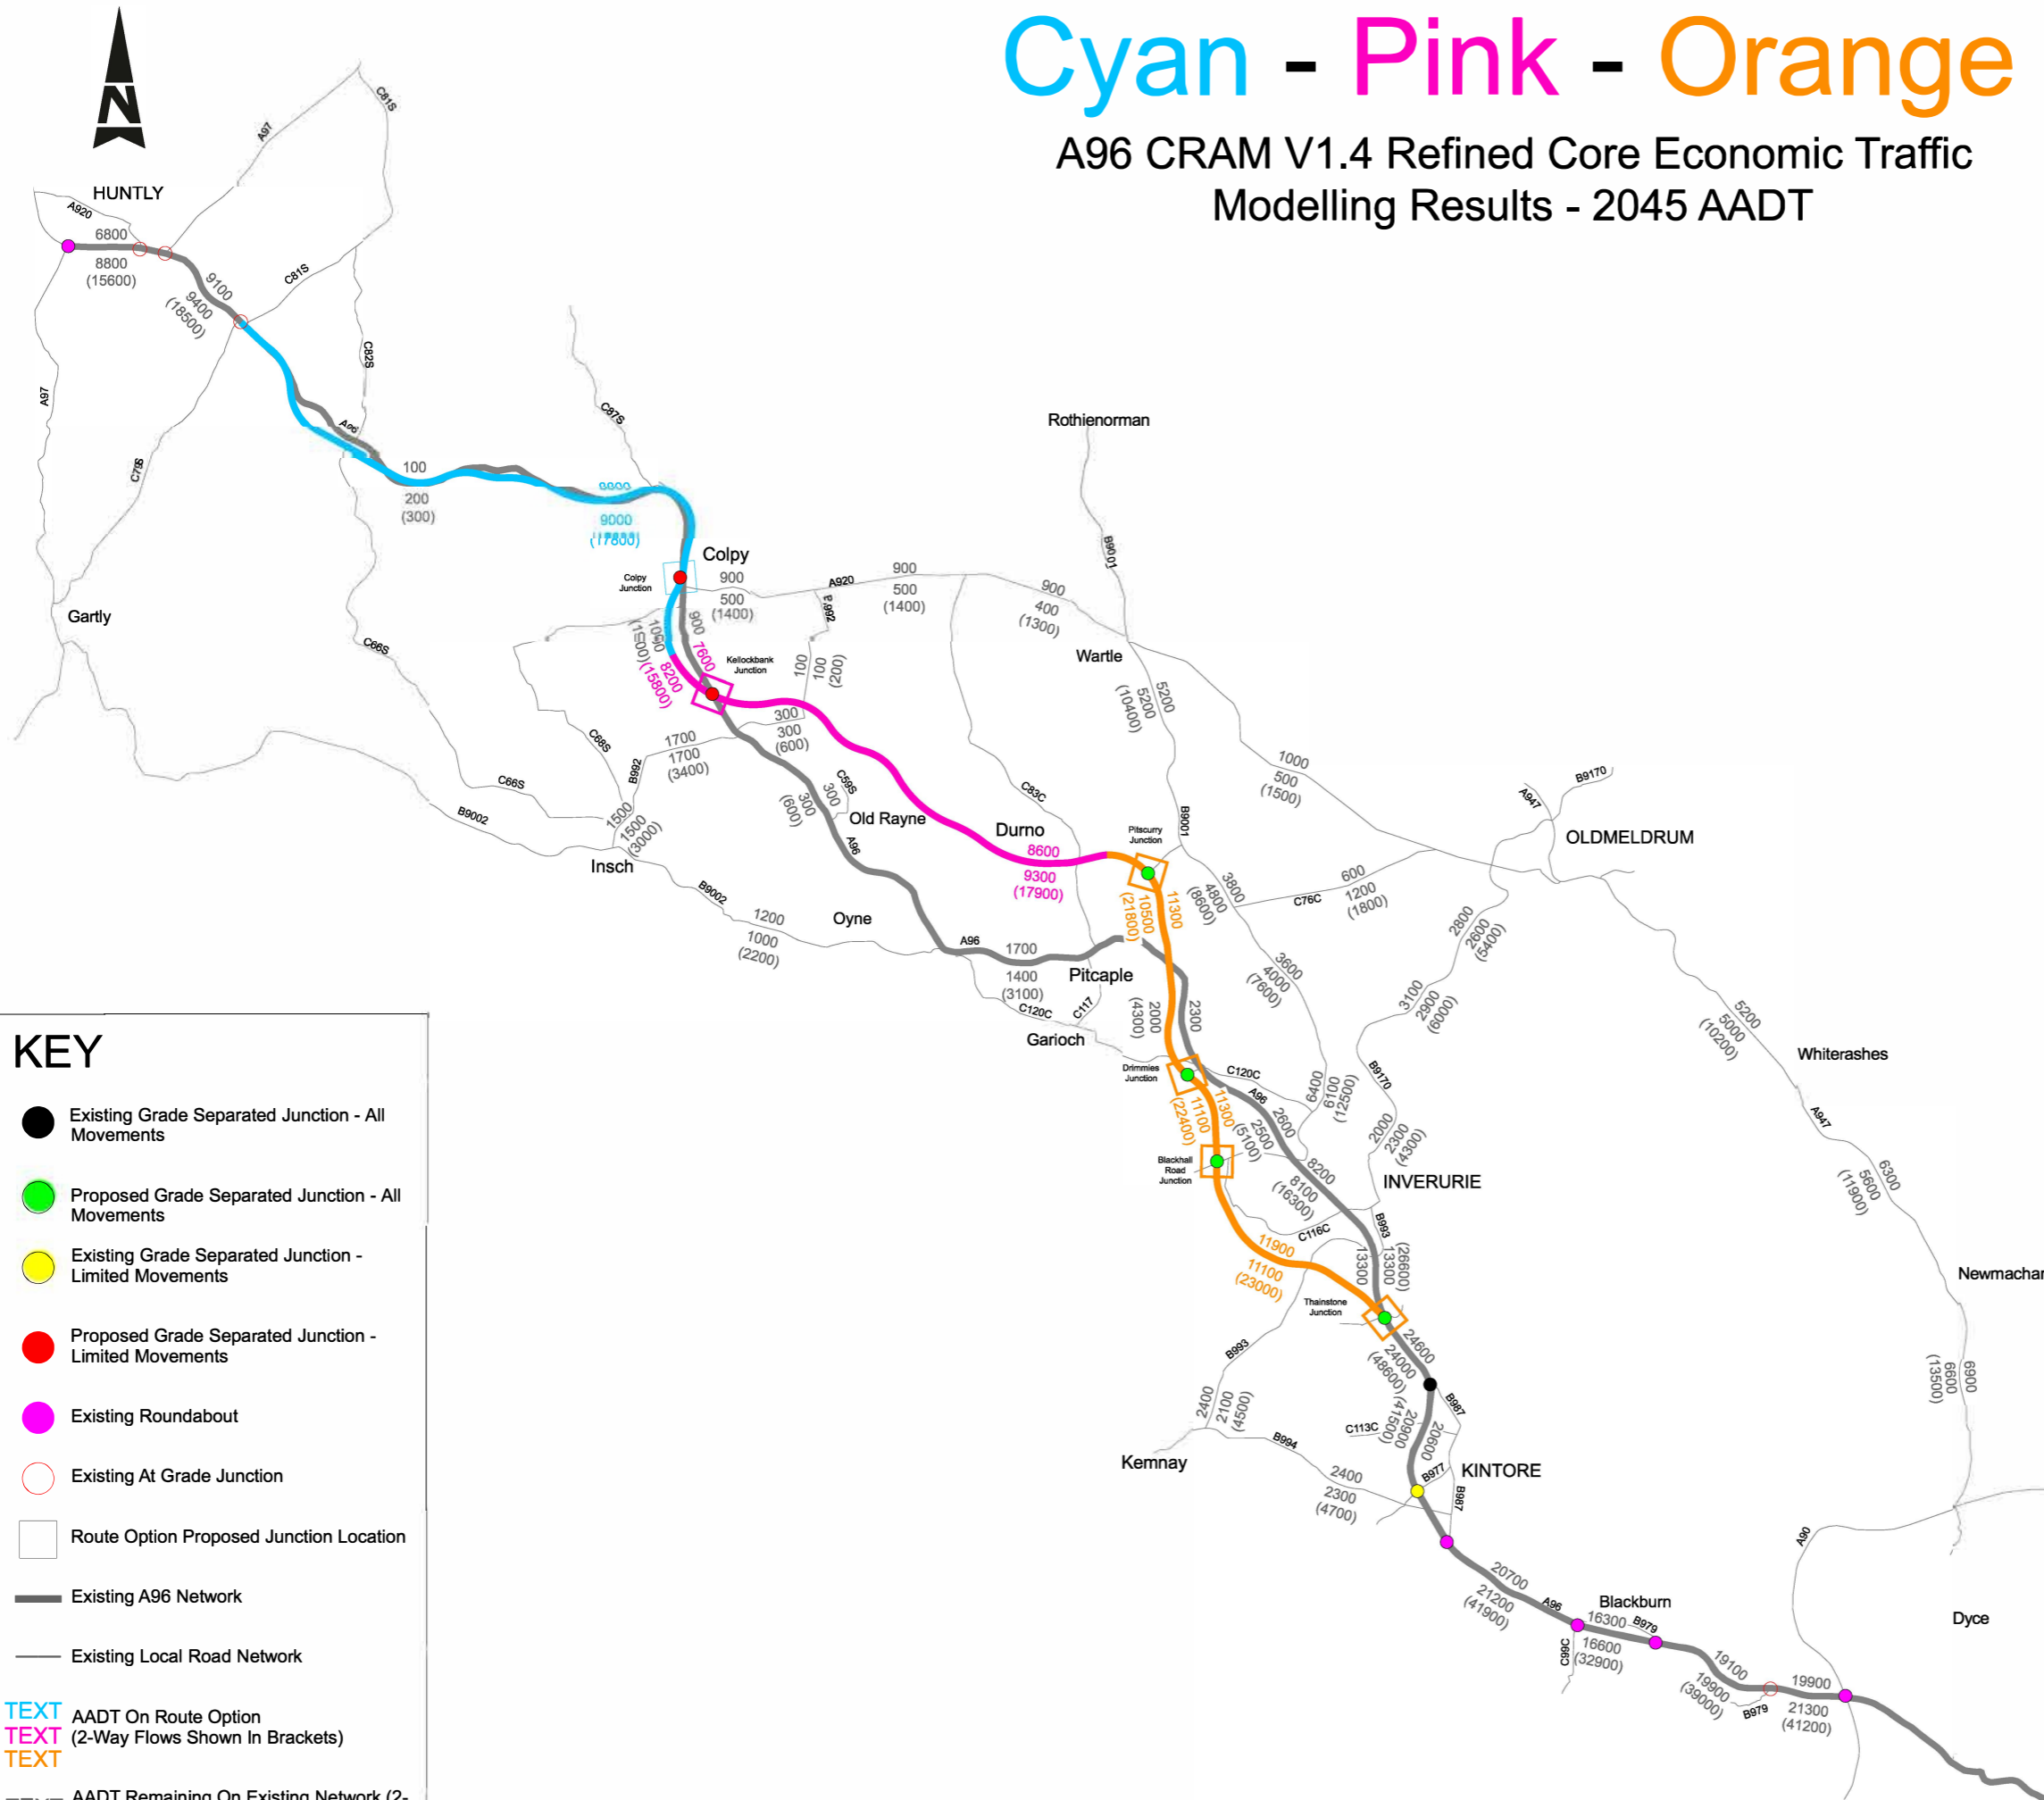 Cyan - Pink - Orange
A96 CRAM V1.4 Refined Core Economic Traffic
Modelling Results - 2045 AADT
N
C81S
A97
HUNTLY
A920
6800
8800
(15600)
C81S
9100
9400
(18500)
C82S
A97
C79S
A96
100
200
(300)
C87S
9000
(17800)
Rothienorman
B9001
Colpy
Colpy
Junction
900
500
(1400)
A920
B992
900
500
(1400)
900
400
(1300)
Gartly
C66S
900
7600
8200
(15800)
Kellockbank
Junction
100
100
(200)
Wartle
5200
5200
(10400)
300
300
(600)
1700
1700
(3400)
C68S
B992
C66S
B9002
1500
1500
(3000)
Insch
C59S
300
300
(600)
Old Rayne
A96
C83C
Durno
8600
9300
(17900)
Pitscurry
Junction
B9001
1000
500
(1500)
A947
B9170
OLDMELDRUM
600
1200
(1800)
C76C
3800
4800
(8600)
11300
10500
(21800)
B9002
1200
1000
(2200)
Oyne
A96
1700
1400
(3100)
Pitcaple
C120C
C117
Garioch
2300
2000
(4300)
3600
4000
(7600)
2800
2600
(5400)
3100
2900
(6000)
5200
5000
(10200)
Whiterashes
A947
Drimmies
Junction
C120C
A96
6400
6100
(12500)
B9170
11300
11100
(22400)
2600
2500
(5100)
2000
2300
(4300)
Blackhall
Road
Junction
8200
8100
(16300)
INVERURIE
6300
5600
(11900)
C116C
B993
11900
11100
(23000)
13300
13300
(26600)
Newmachar
Thainstone
Junction
B993
24600
24000
(48600)
6900
6600
(13500)
2400
2100
(4500)
B987
C113C
20600
20900
(41500)
Kemnay
B994
2400
2300
(4700)
B977
KINTORE
B987
A90
20700
21200
(41900)
A96
Blackburn
16300
B979
16600
(32900)
C99C
Dyce
19100
19900
(39000)
B979
19900
21300
(41200)
KEY
Existing Grade Separated Junction - All
Movements
Proposed Grade Separated Junction - All
Movements
Existing Grade Separated Junction -
Limited Movements
Proposed Grade Separated Junction -
Limited Movements
Existing Roundabout
Existing At Grade Junction
Route Option Proposed Junction Location
Existing A96 Network
Existing Local Road Network
TEXT
TEXT
TEXT
AADT On Route Option
(2-Way Flows Shown In Brackets)
AADT Remaining On Existing Network (2-